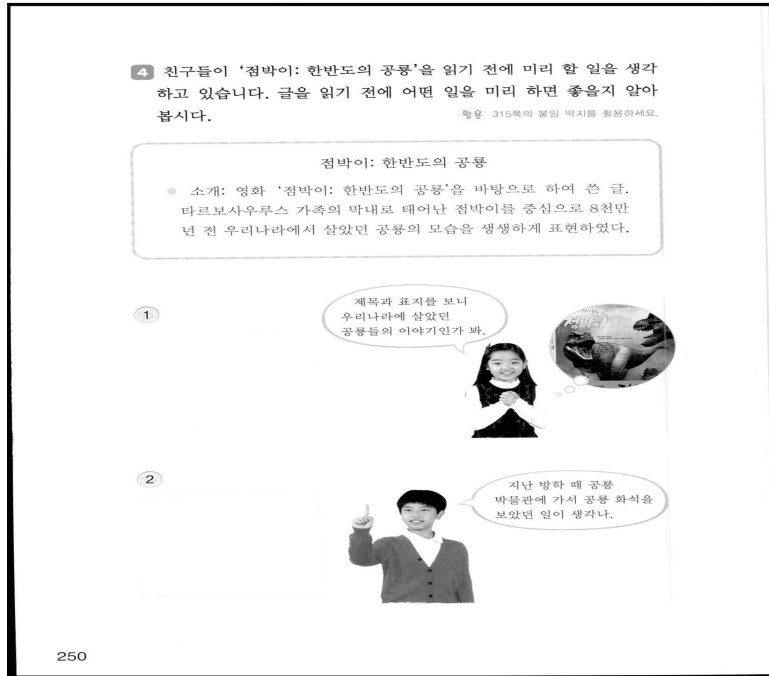 4 친구들이 '점박이: 한반도의 공룡'을 읽기 전에 미리 할 일을 생각
하고 있습니다. 글을 읽기 전에 어떤 일을 미리 하면 좋을지 알아
봅시다.
활용 315쪽의 붙임 딱지를 활용하세요.
점박이: 한반도의 공룡
소개: 영화 '점박이: 한반도의 공룡'을 바탕으로 하여 쓴 글.
타르보사우루스 가족의 막내로 태어난 점박이를 중심으로 8천만
년 전 우리나라에서 살았던 공룡의 모습을 생생하게 표현하였다.
1
제목과 표지를 보니
우리나라에 살았던
공룡들의 이야기인가 봐.
점박이
2
지난 방학 때 공룡
박물관에 가서 공룡 화석을
보았던 일이 생각나.
250